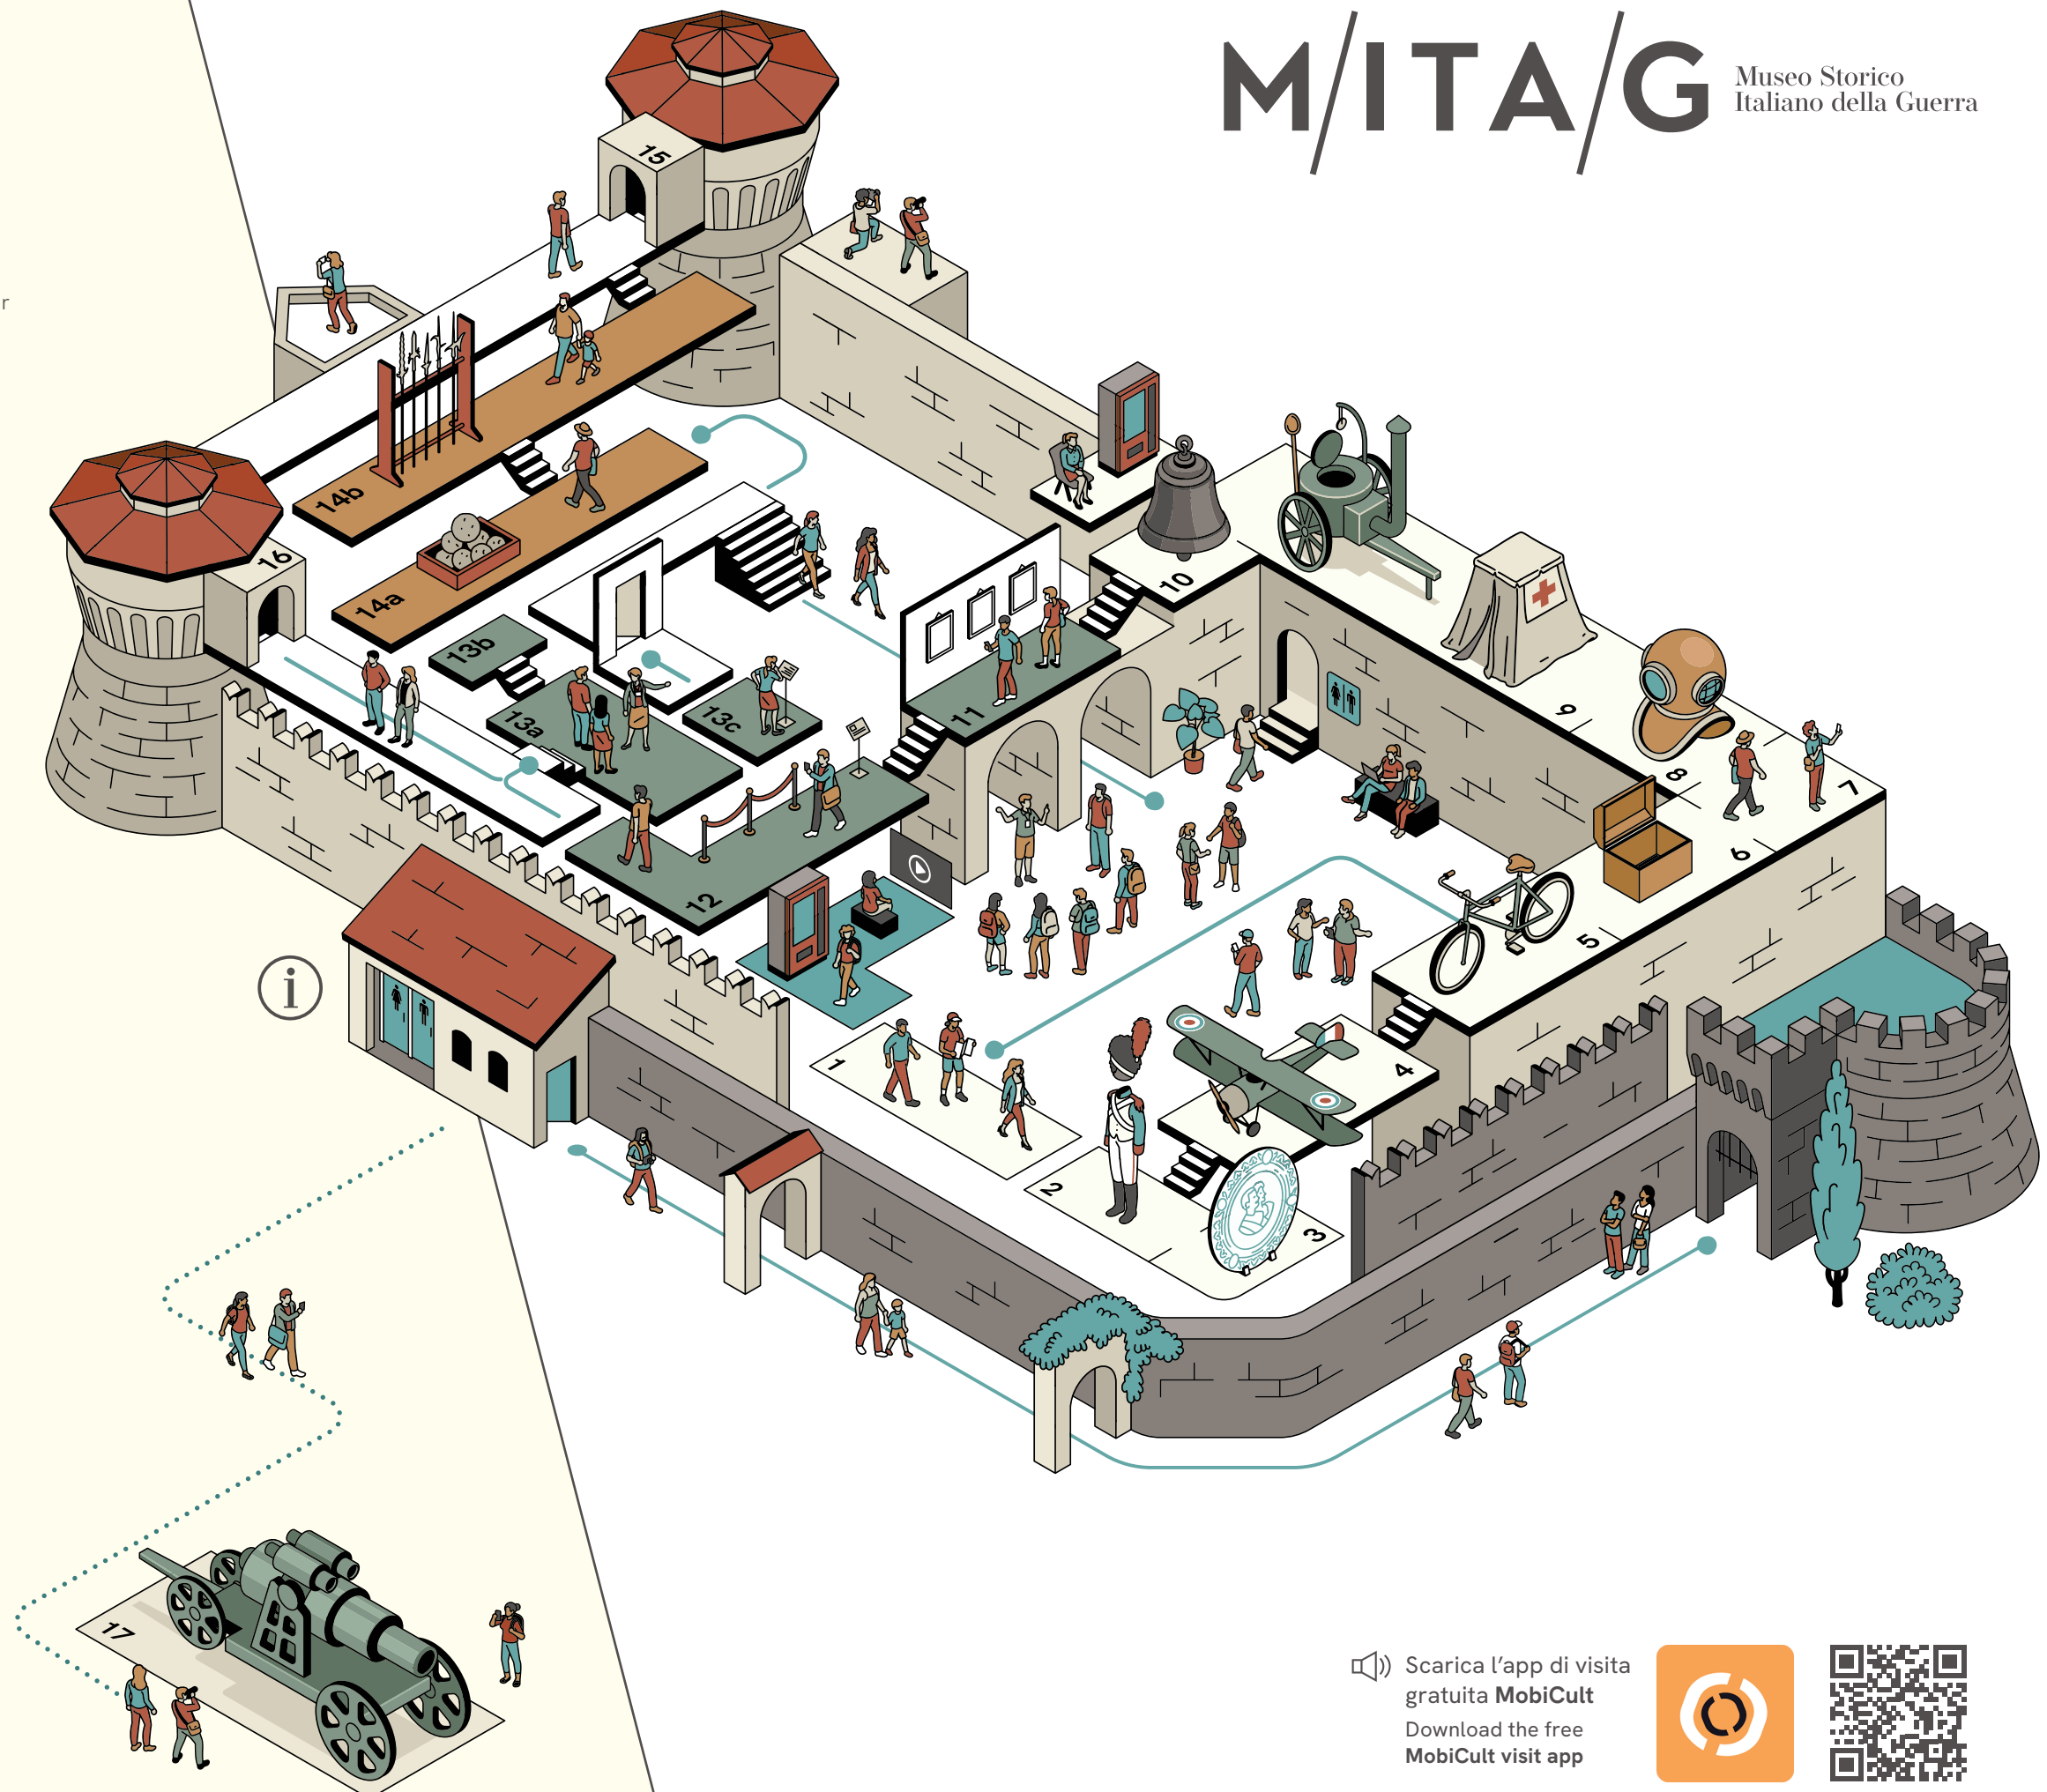 M/ITA/G
Museo Storico
Italiano della Guerra
r
15
14b
16
14a
13b
13a
13c
10
11
12
9
8
7
6
5
4
1
2
3
i
17
Scarica l'app di visita
gratuita MobiCult
Download the free
MobiCult visit app